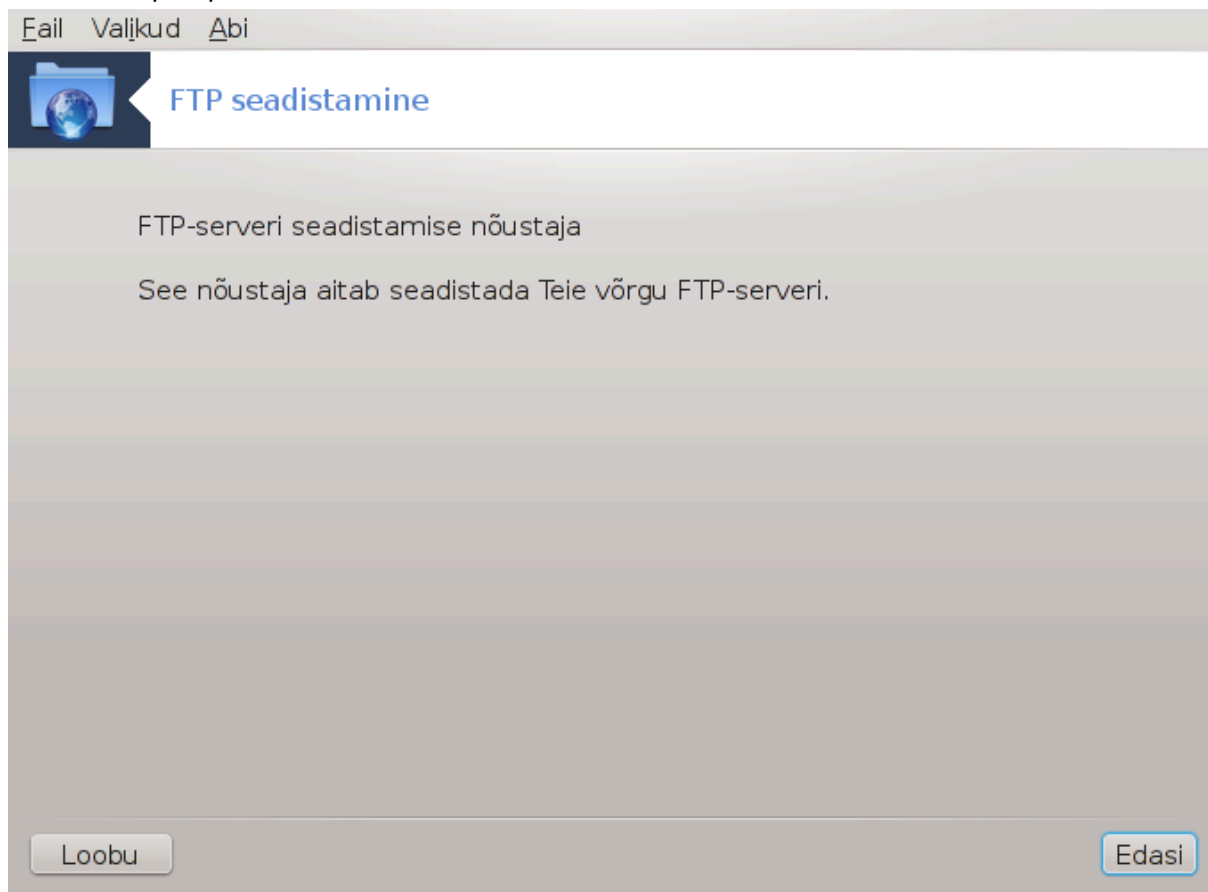 Fail Valikud Abi
FTP seadistamine
FTP-serveri seadistamise nõustaja
See nõustaja aitab seadistada Teie võrgu FTP-serveri.
Loobu Edasi